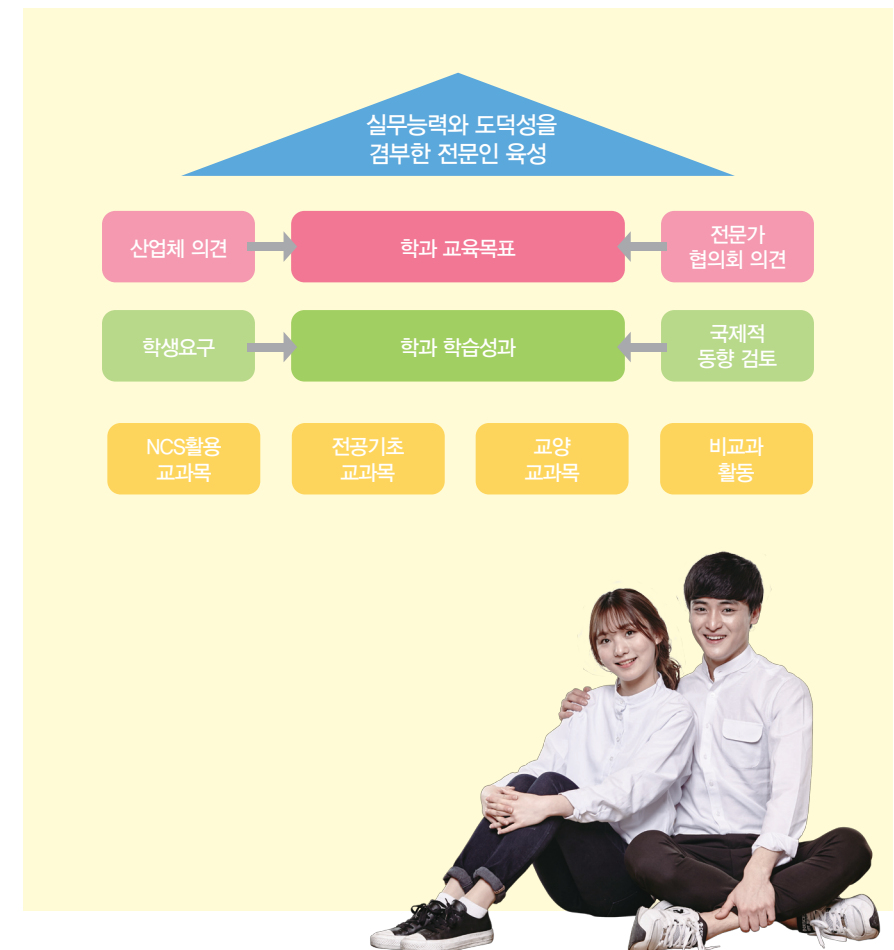 실무능력와 도덕성을
겸부한 전문인 육성
산업체 의견
학과 교육목표
전문가
협의회 의견
학생요구
학과 학습성과
국제적
동향 검토
NCS활용
교과목
전공기초
교과목
교양
교과목
비교과
활동